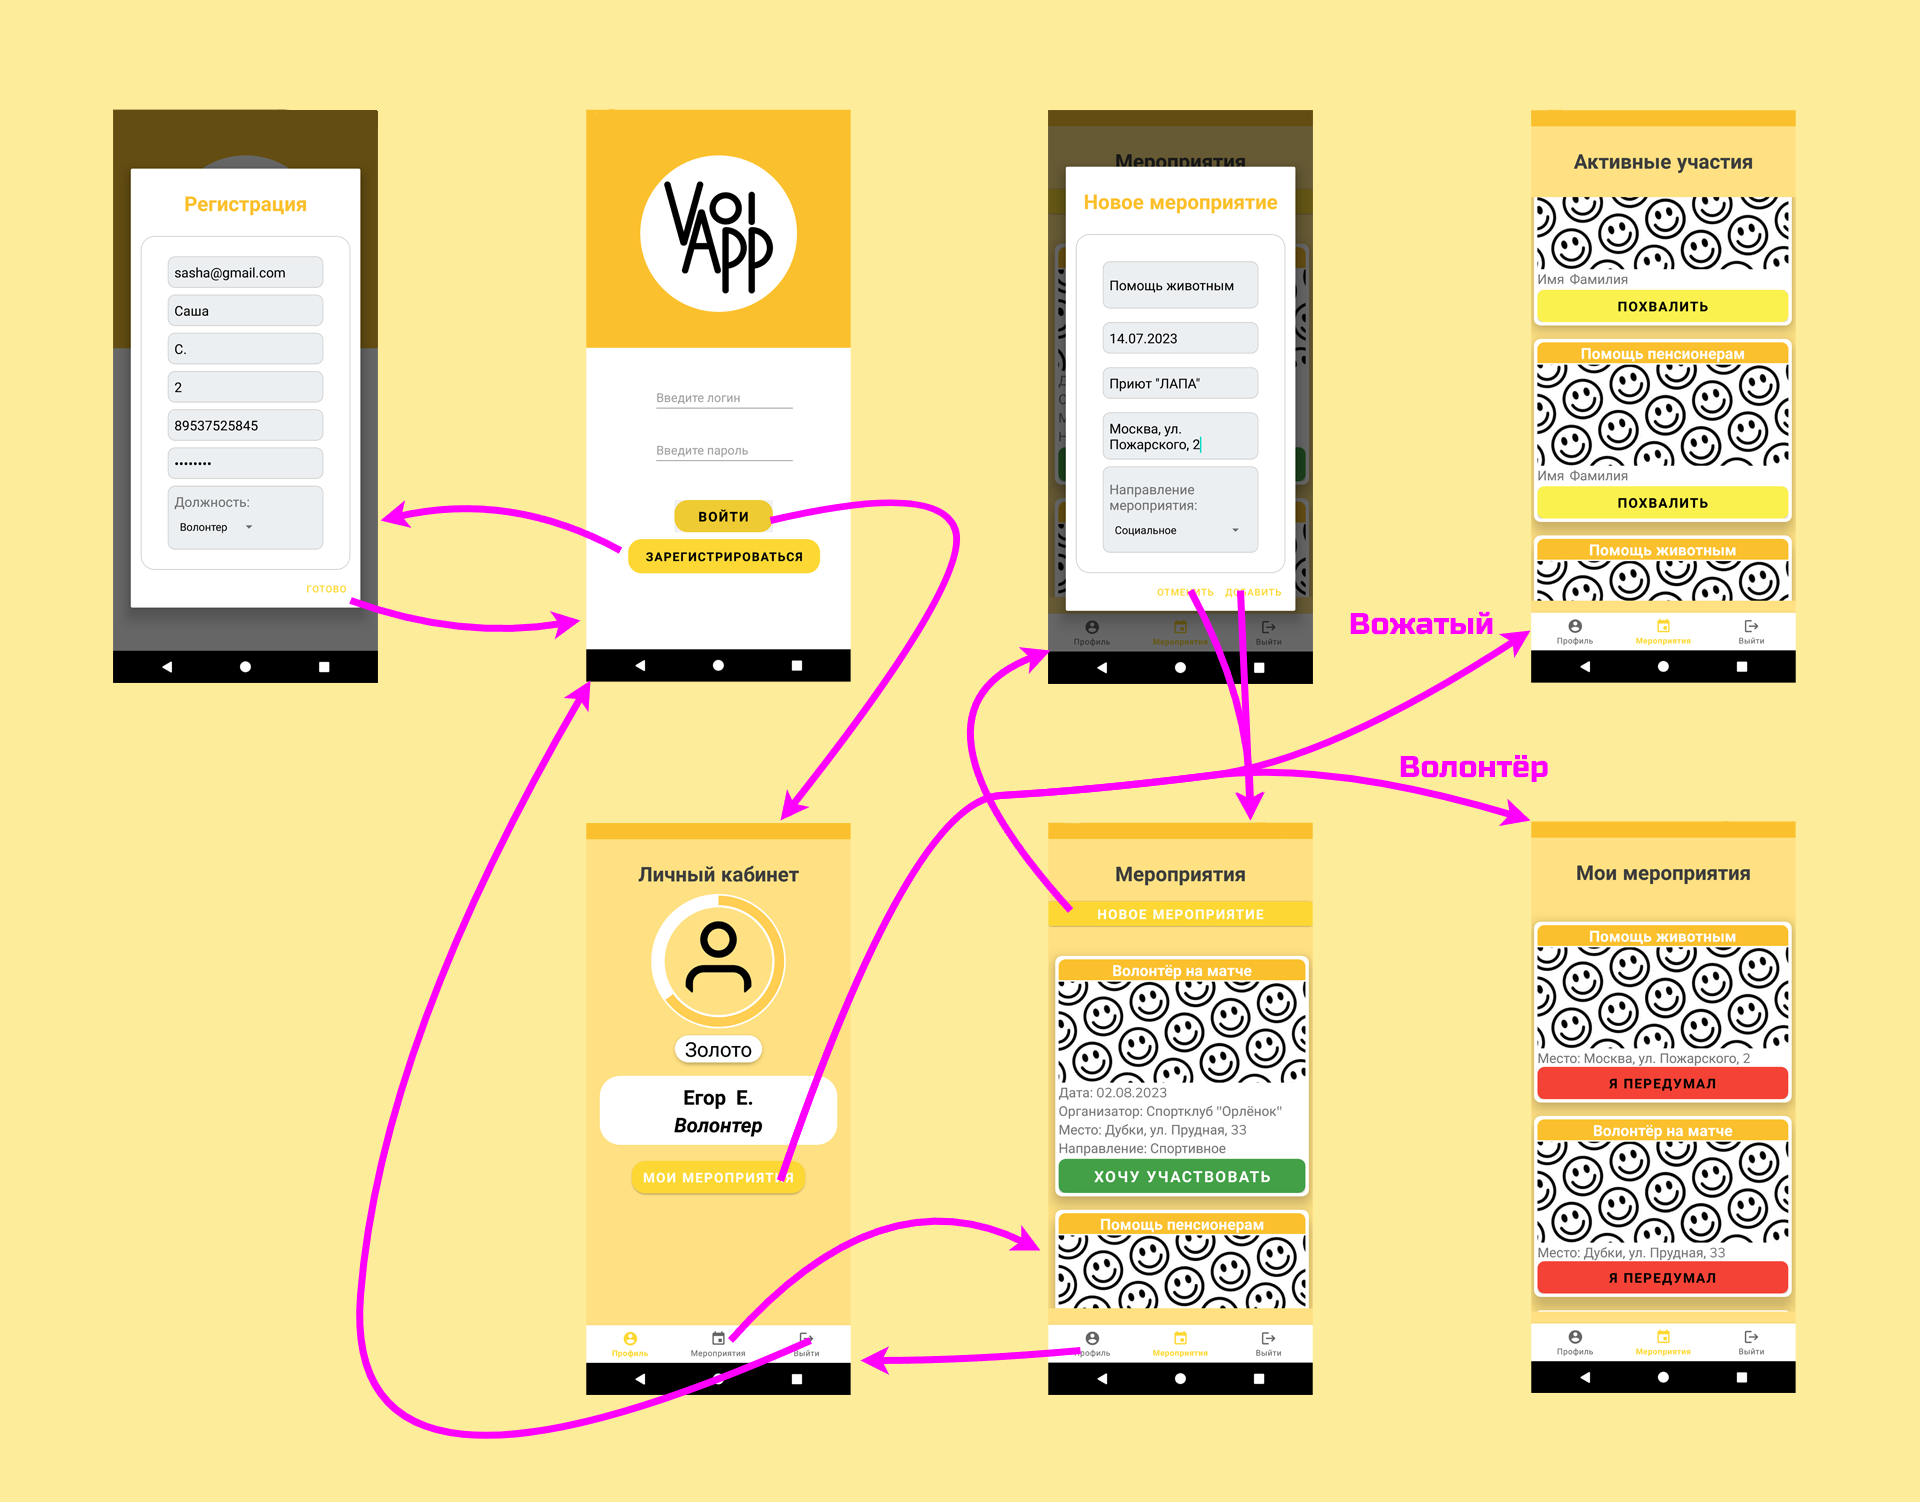 Регистрация
sasha@gmail.com
Саша
С.
2
89537525845
••••••••
Должность:
Волонтер
ГОТОВО
VolAPP
Введите логин
Введите пароль
ВОЙТИ
ЗАРЕГИСТРИРОВАТЬСЯ
Мероприятия
Новое мероприятие
Помощь животным
14.07.2023
Приют "ЛАПА"
Москва, ул.
Пожарского, 2
Направление
мероприятия:
Социальное
ОТМЕНИТЬ ДОБАВИТЬ
Профиль Мероприятия Выйти
Активные участия
Имя Фамилия
ПОХВАЛИТЬ
Помощь пенсионерам
Имя Фамилия
ПОХВАЛИТЬ
Помощь животным
Профиль Мероприятия Выйти
Вожатый
Волонтёр
Личный кабинет
Золото
Егор Е.
Волонтер
МОИ МЕРОПРИЯТИЯ
Профиль Мероприятия Выйти
Мероприятия
НОВОЕ МЕРОПРИЯТИЕ
Волонтёр на матче
Дата: 02.08.2023
Организатор: Спортклуб "Орлёнок"
Место: Дубки, ул. Прудная, 33
Направление: Спортивное
ХОЧУ УЧАСТВОВАТЬ
Помощь пенсионерам
Профиль Мероприятия Выйти
Мои мероприятия
Помощь животным
Место: Москва, ул. Пожарского, 2
Я ПЕРЕДУМАЛ
Волонтёр на матче
Место: Дубки, ул. Прудная, 33
Я ПЕРЕДУМАЛ
Профиль Мероприятия Выйти